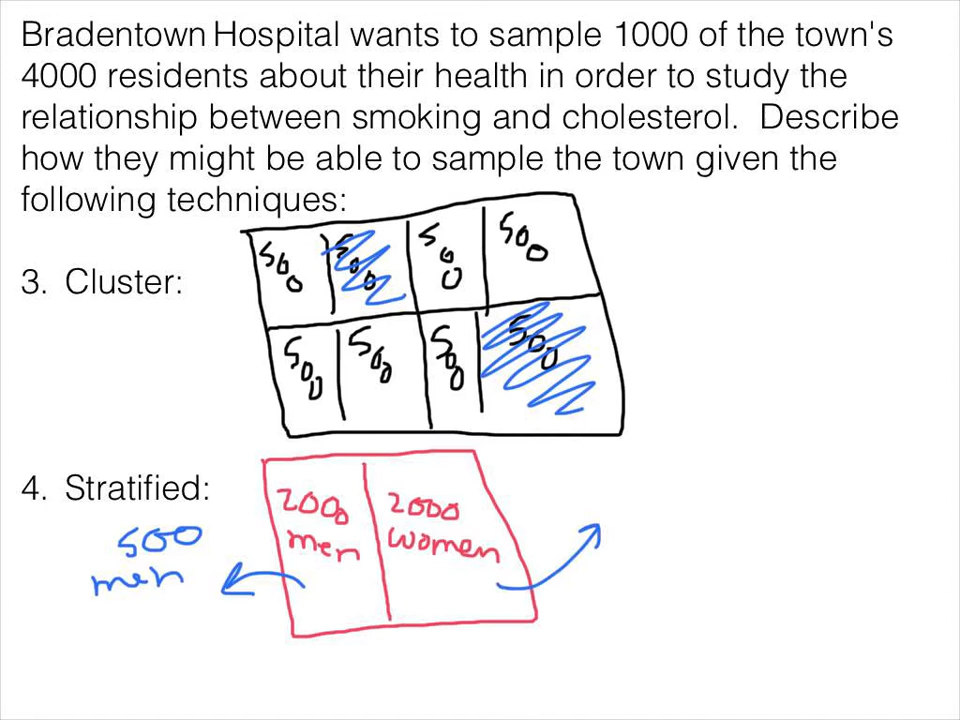 Bradentown Hospital wants to sample 1000 of the town's
4000 residents about their health in order to study the
relationship between smoking and cholesterol. Describe
how they might be able to sample the town given the
following techniques:
3. Cluster:
500 500 500 500
500 500 500 500
4. Stratified:
2000 men
2000 women
500 men